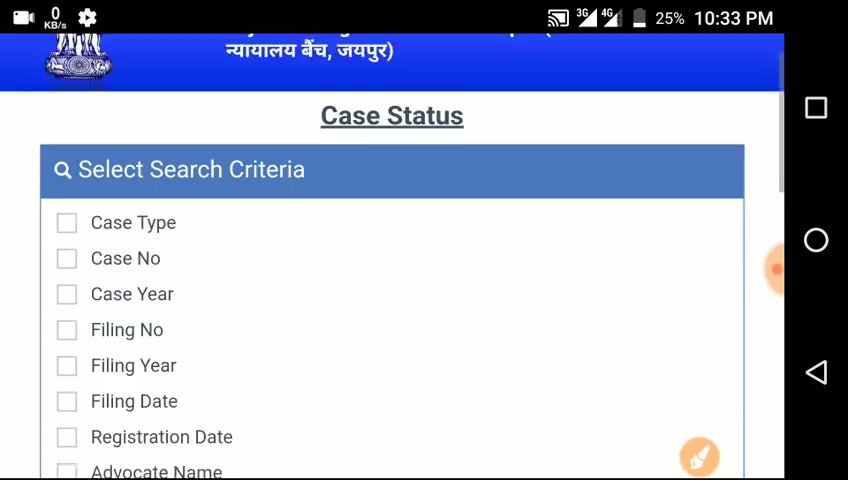 0
KB/s
3G
4G
25%
10:33 PM
न्यायालय बैंच, जयपुर)
Case Status
Select Search Criteria
Case Type
Case No
Case Year
Filing No
Filing Year
Filing Date
Registration Date
Advocate Name